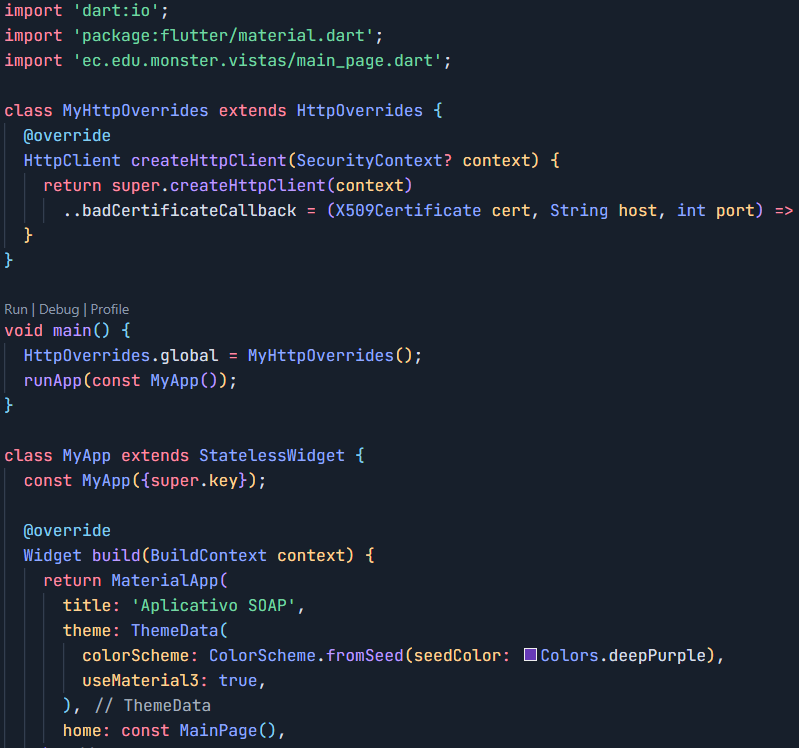 import 'dart:io';
import 'package:flutter/material.dart';
import 'ec.edu.monster.vistas/main_page.dart';
class MyHttpOverrides extends HttpOverrides {
@override
HttpClient createHttpClient(SecurityContext? context) {
return super.createHttpClient(context)
..badCertificateCallback = (X509Certificate cert, String host, int port) =>
}
}
Run | Debug | Profile
void main() {
HttpOverrides.global = MyHttpOverrides();
runApp(const MyApp());
}
class MyApp extends StatelessWidget {
const MyApp({super.key});
@override
Widget build(BuildContext context) {
return MaterialApp(
title: 'Aplicativo SOAP',
theme: ThemeData(
colorScheme: ColorScheme.fromSeed(seedColor: Colors.deepPurple),
useMaterial3: true,
), // ThemeData
home: const MainPage(),